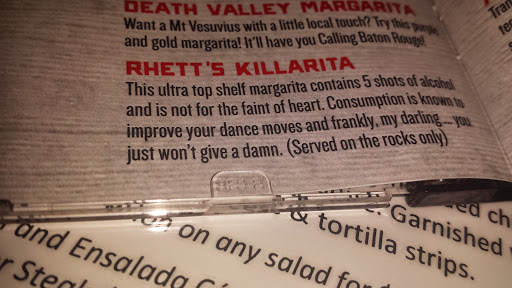 DEATH VALLEY MARGARITA
Want a Mt Vesuvius with a little local touch? Try this purple
and gold margarita! It'll have you Calling Baton Rouge!
RHETT'S KILLARITA
This ultra top shelf margarita contains 5 shots of alcohol
and is not for the faint of heart. Consumption is known to
improve your dance moves and frankly, my darling... you
just won't give a damn. (Served on the rocks only)
Garnished
& tortilla strips.
on any salad for
and Ensalada